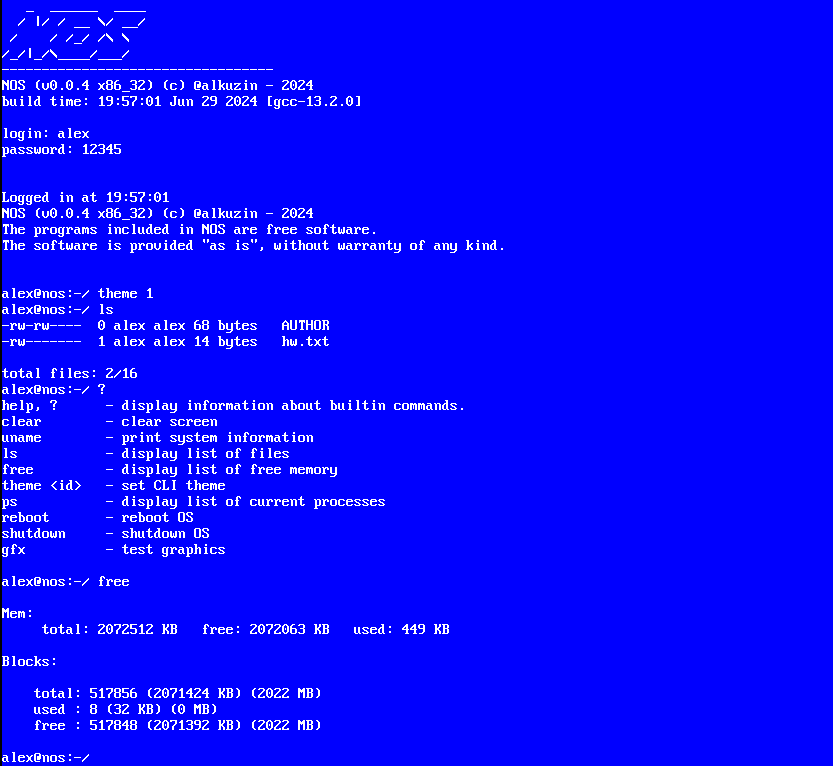 NOS (v0.0.4 x86_32) (c) @alkuzin - 2024
build time: 19:57:01 Jun 29 2024 [gcc-13.2.0]
login: alex
password: 12345
Logged in at 19:57:01
NOS (v0.0.4 x86_32) (c) @alkuzin - 2024
The programs included in NOS are free software.
The software is provided "as is", without warranty of any kind.
alex@nos:~/ theme 1
alex@nos:~/ ls
-rw-rw----  0 alex alex 68 bytes   AUTHOR
-rw-------  1 alex alex 14 bytes   hw.txt
total files: 2/16
alex@nos:~/ ?
help, ?      - display information about builtin commands.
clear        - clear screen
uname        - print system information
ls           - display list of files
free         - display list of free memory
theme <id>   - set CLI theme
ps           - display list of current processes
reboot       - reboot OS
shutdown     - shutdown OS
gfx          - test graphics
alex@nos:~/ free
Mem:
     total: 2072512 KB   free: 2072063 KB   used: 449 KB
Blocks:
    total: 517856 (2071424 KB) (2022 MB)
    used : 8 (32 KB) (0 MB)
    free : 517848 (2071392 KB) (2022 MB)
alex@nos:~/